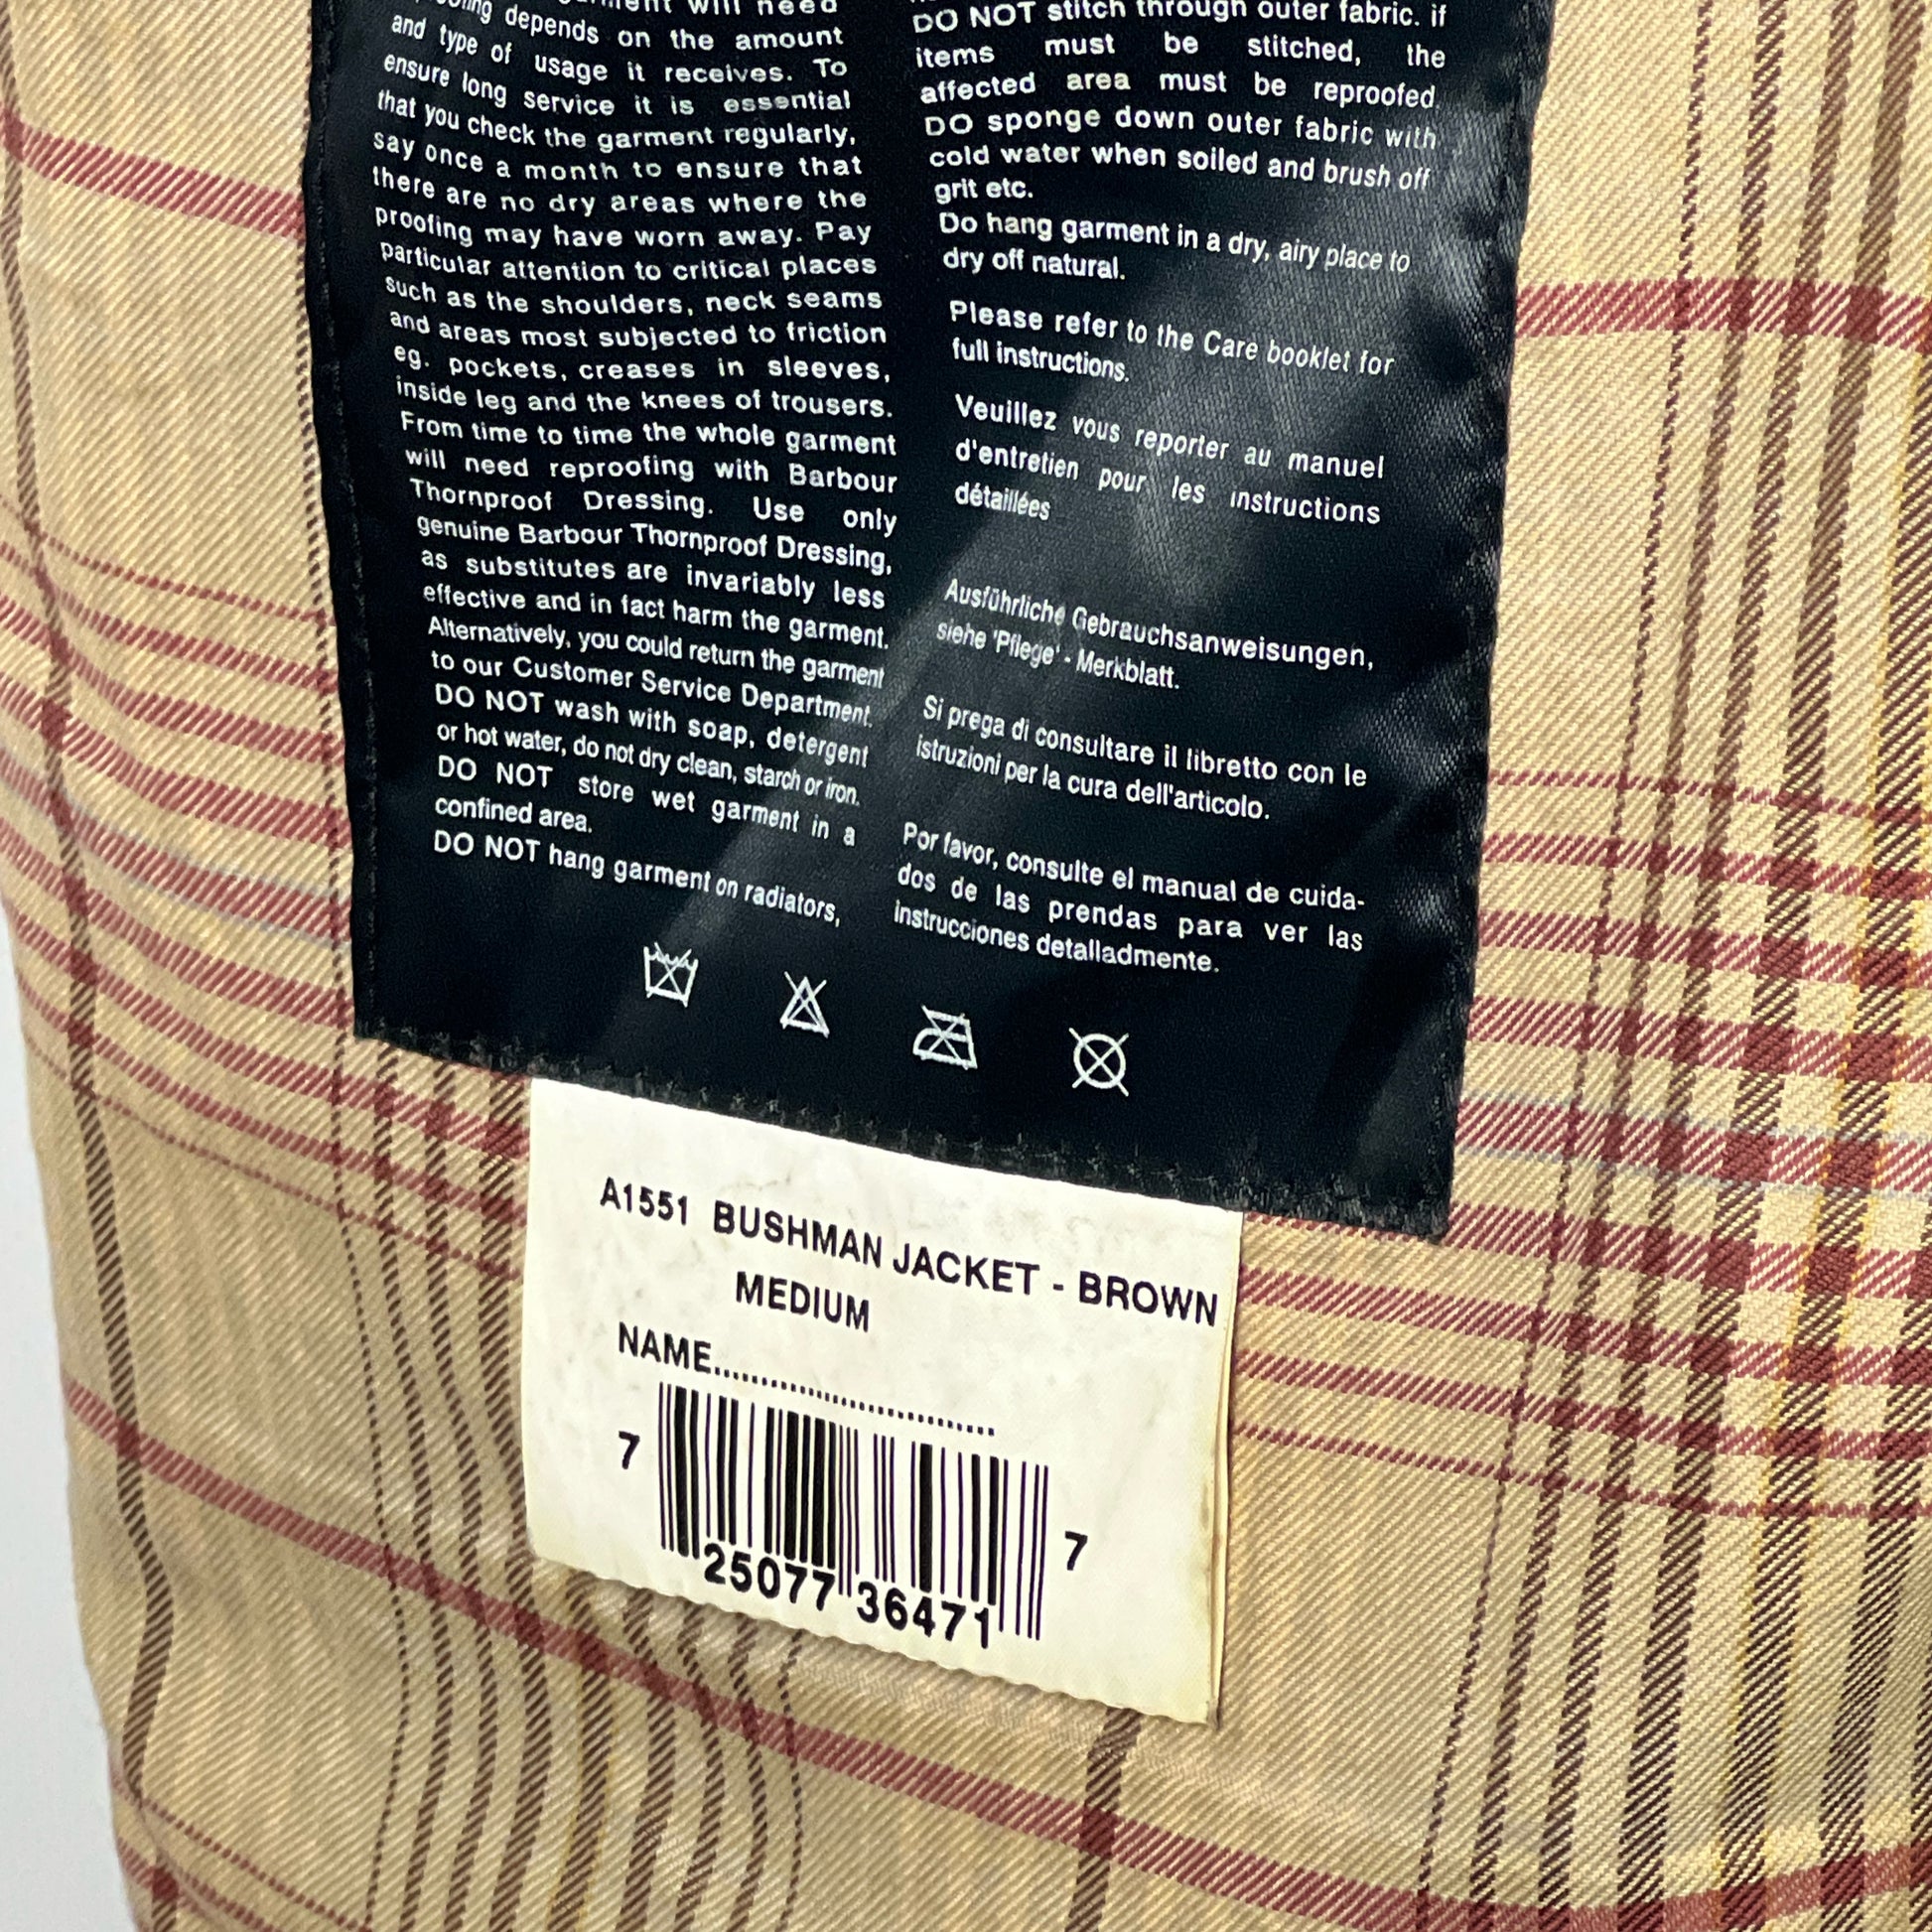 garment will need
depends on the amount
and type of usage it receives. To
ensure long service it is essential
that you check the garment regularly,
say once a month to ensure that
there are no dry areas where the
proofing may have worn away. Pay
particular attention to critical places
such as the shoulders, neck seams
and areas most subjected to friction
eg. pockets, creases in sleeves,
inside leg and the knees of trousers.
From time to time the whole garment
will need reproofing with Barbour
Thornproof Dressing. Use only
genuine Barbour Thornproof Dressing,
as substitutes are invariably less
effective and in fact harm the garment.
Alternatively, you could return the garment
to our Customer Service Department.
DO NOT wash with soap, detergent
or hot water, do not dry clean, starch or iron.
DO NOT store wet garment in a
confined area.
DO NOT hang garment on radiators,
DO NOT stitch through outer fabric. if
items must be stitched, the
affected area must be reproofed.
DO sponge down outer fabric with
cold water when soiled and brush off
grit etc.
Do hang garment in a dry, airy place to
dry off natural.
Please refer to the Care booklet for
full instructions.
Veuillez vous reporter au manuel
d'entretien pour les instructions
détaillées
Ausführliche Gebrauchsanweisungen,
siehe 'Pflege' - Merkblatt.
Si prega di consultare il libretto con le
istruzioni per la cura dell'articolo.
Por favor, consulte el manual de cuida-
dos de las prendas para ver las
instrucciones detalladmente.
A1551 BUSHMAN JACKET - BROWN
MEDIUM
NAME..............................
7 25077 36471 7